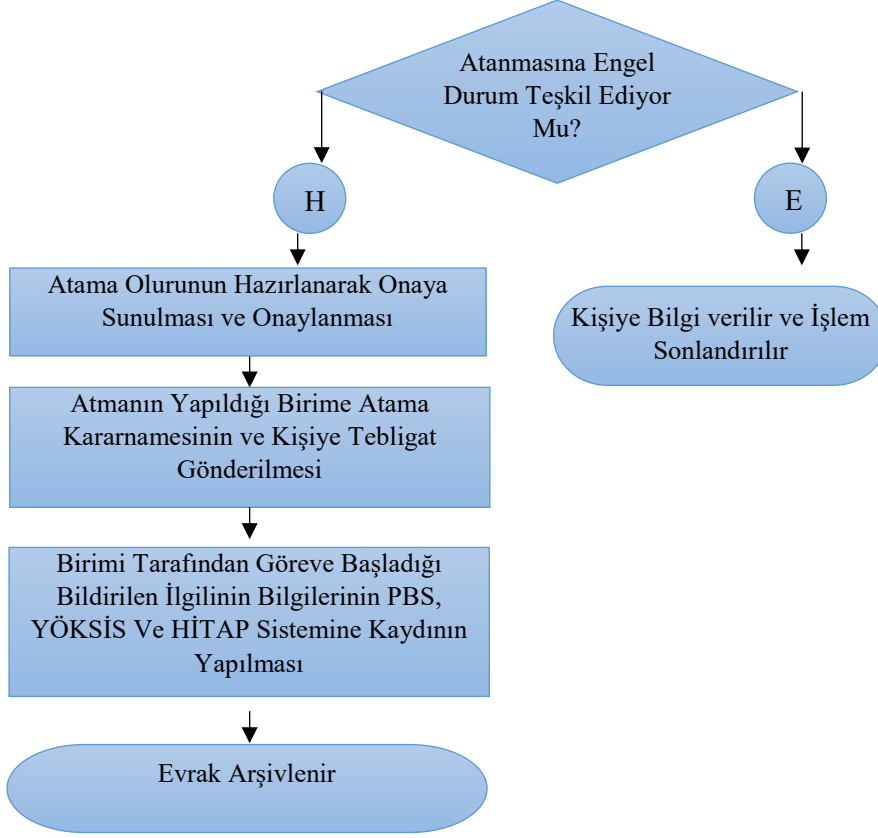 Atanmasına Engel
Durum Teşkil Ediyor
Mu?
H
E
Atama Olurunun Hazırlanarak Onaya
Sunulması ve Onaylanması
Kişiye Bilgi verilir ve İşlem
Sonlandırılır
Atmanın Yapıldığı Birime Atama
Kararnamesinin ve Kişiye Tebligat
Gönderilmesi
Birimi Tarafından Göreve Başladığı
Bildirilen İlgilinin Bilgilerinin PBS,
YÖKSİS Ve HİTAP Sistemine Kaydının
Yapılması
Evrak Arşivlenir